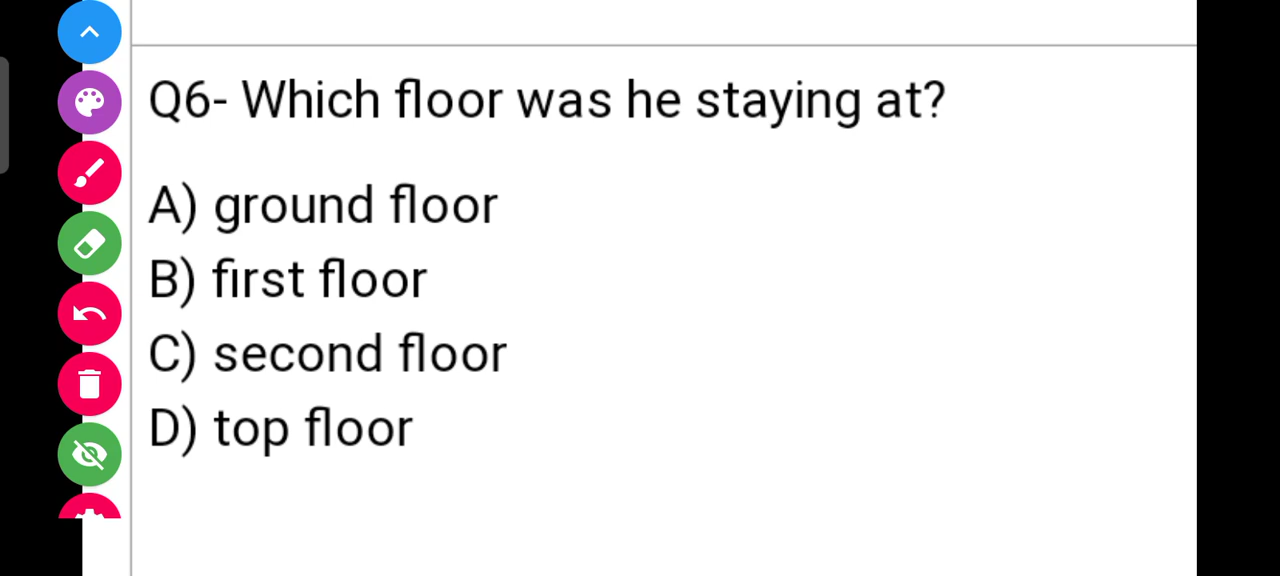 Q6- Which floor was he staying at?
A) ground floor
B) first floor
C) second floor
D) top floor